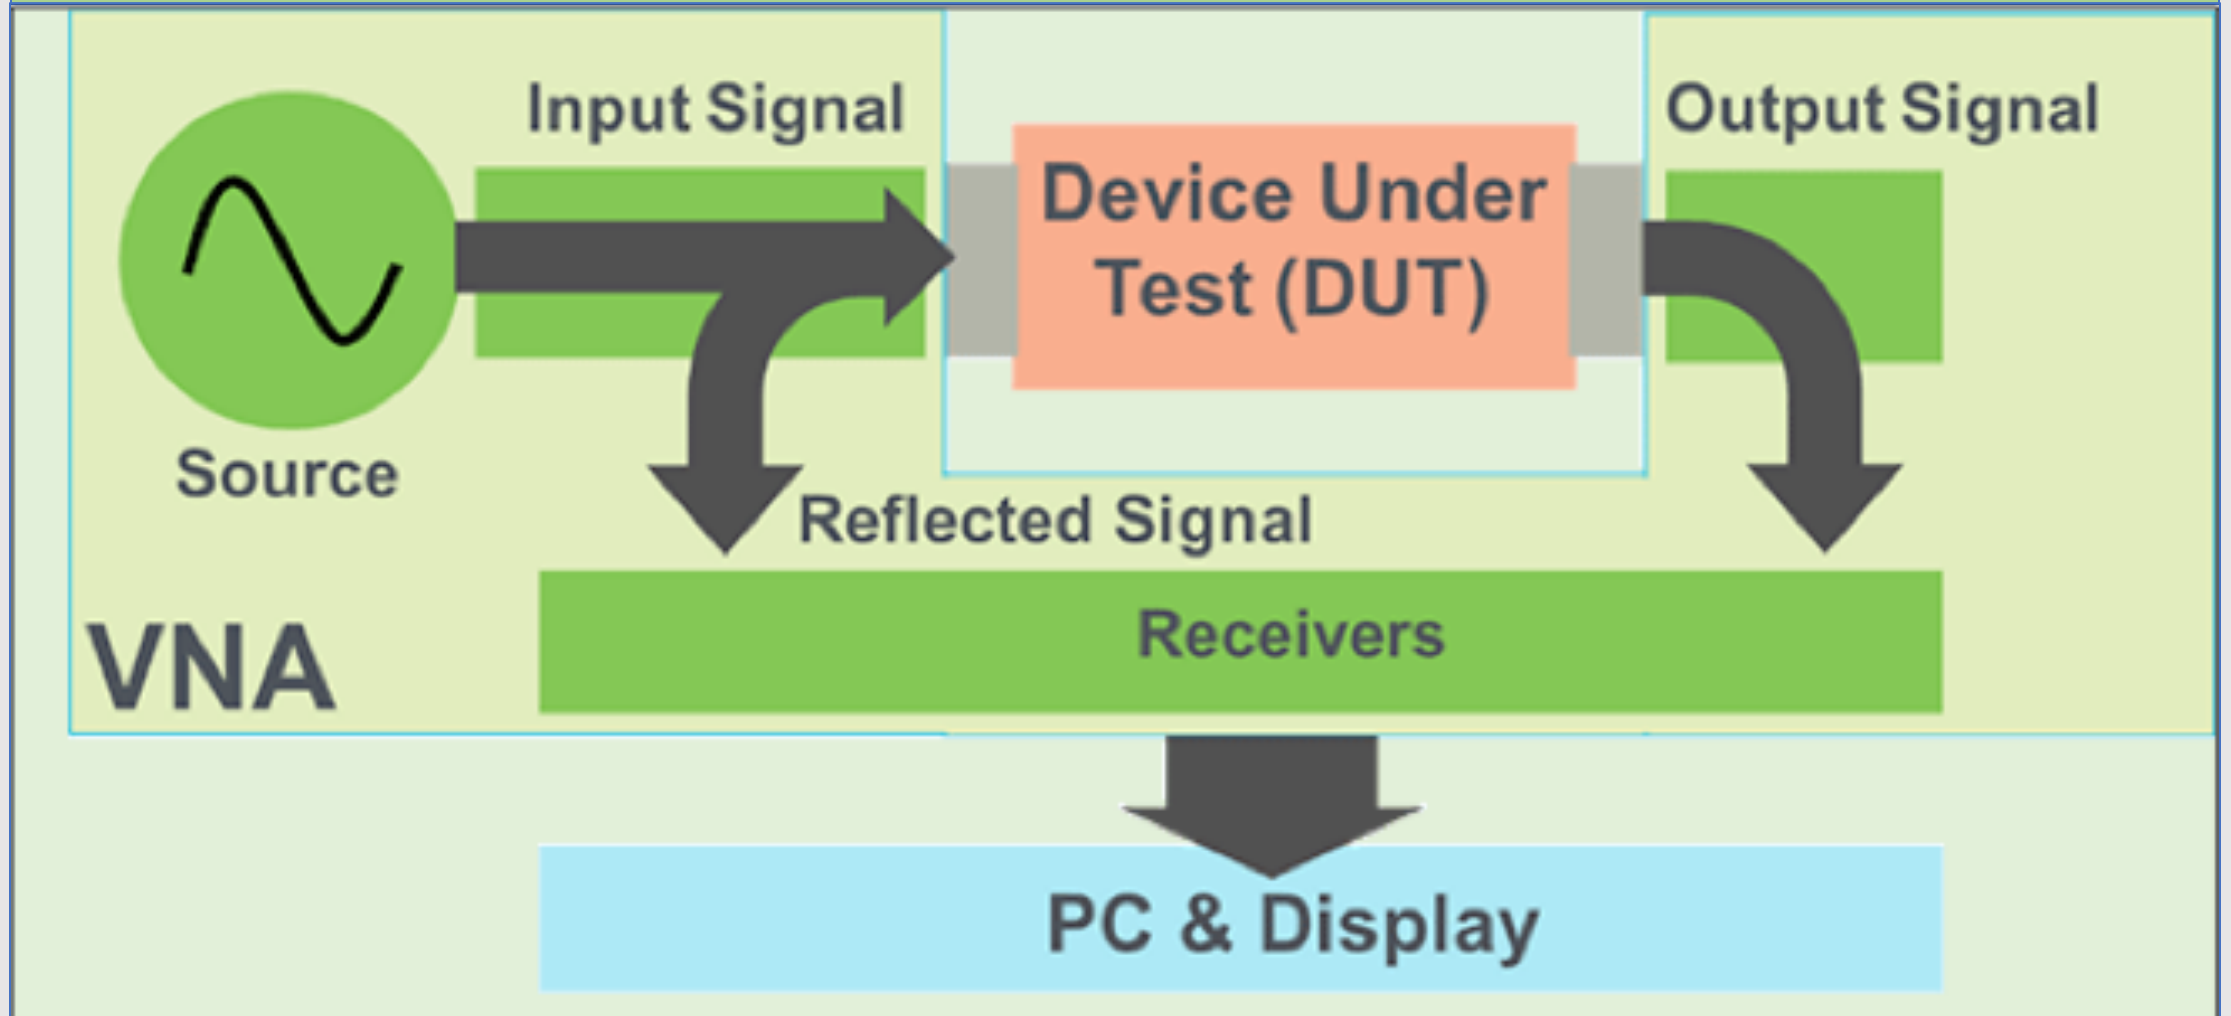 Input Signal
Output Signal
Device Under
Test (DUT)
Source
Reflected Signal
VNA
Receivers
PC & Display